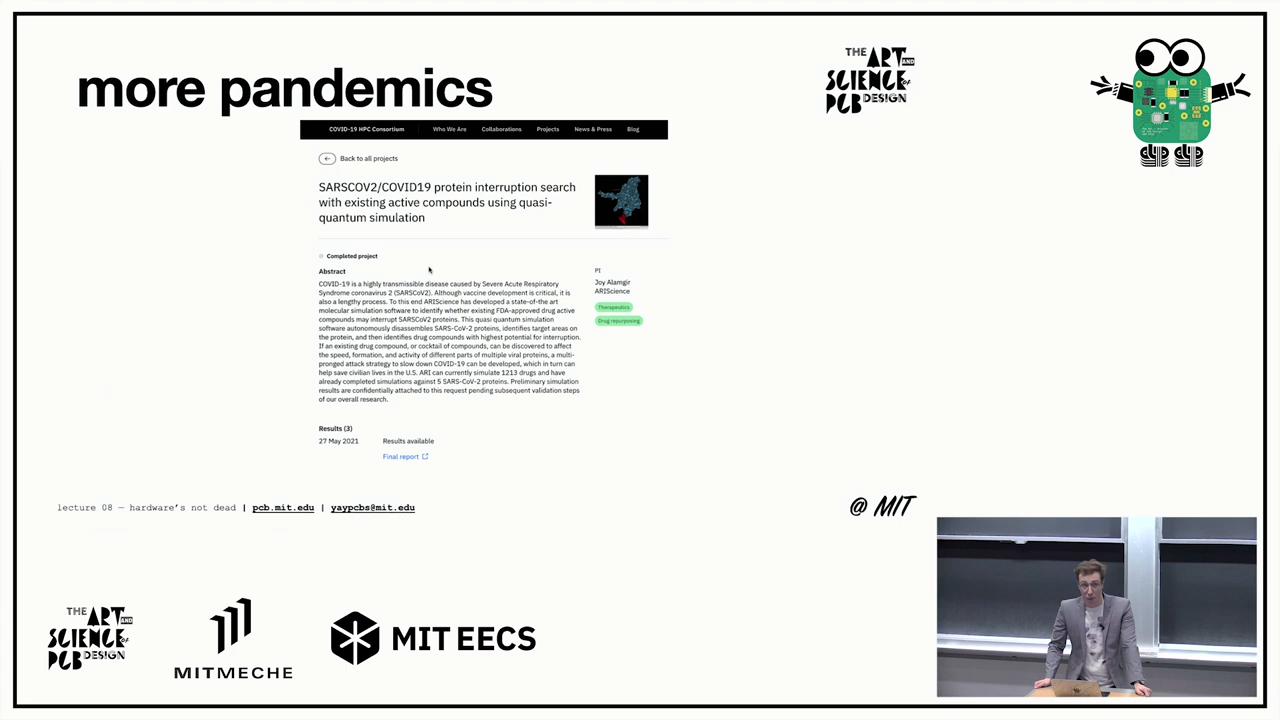 more pandemics
THE ART AND
SCIENCE of
PCB DESIGN
COVID-19 HPC Consortium Who We Are Collaborations Projects News & Press Blog
Back to all projects
SARSCOV2/COVID19 protein interruption search
with existing active compounds using quasi-
quantum simulation
Completed project
Abstract
COVID-19 is a highly transmissible disease caused by Severe Acute Respiratory
Syndrome coronavirus 2 (SARSCoV2). Although vaccine development is critical, it is
also a lengthy process. To this end ARIScience has developed a state-of-the art
molecular simulation software to identify whether existing FDA-approved drug active
compounds may interrupt SARSCoV2 proteins. This quasi quantum simulation
software autonomously disassembles SARS-CoV-2 proteins, identifies target areas on
the protein, and then identifies drug compounds with highest potential for interruption.
If an existing drug compound, or cocktail of compounds, can be discovered to affect
the speed, formation, and activity of different parts of multiple viral proteins, a multi-
pronged attack strategy to slow down COVID-19 can be developed, which in turn can
help save civilian lives in the U.S. ARI can currently simulate 1213 drugs and have
already completed simulations against 5 SARS-CoV-2 proteins. Preliminary simulation
results are confidentially attached to this request pending subsequent validation steps
of our overall research.
PI
Joy Alamgir
ARIScience
Therapeutics
Drug repurposing
Results (3)
27 May 2021 Results available
Final report
lecture 08 — hardware's not dead | pcb.mit.edu | yaypcbs@mit.edu
@ MIT
THE ART AND
SCIENCE of
PCB DESIGN
MITMECHE
MIT EECS